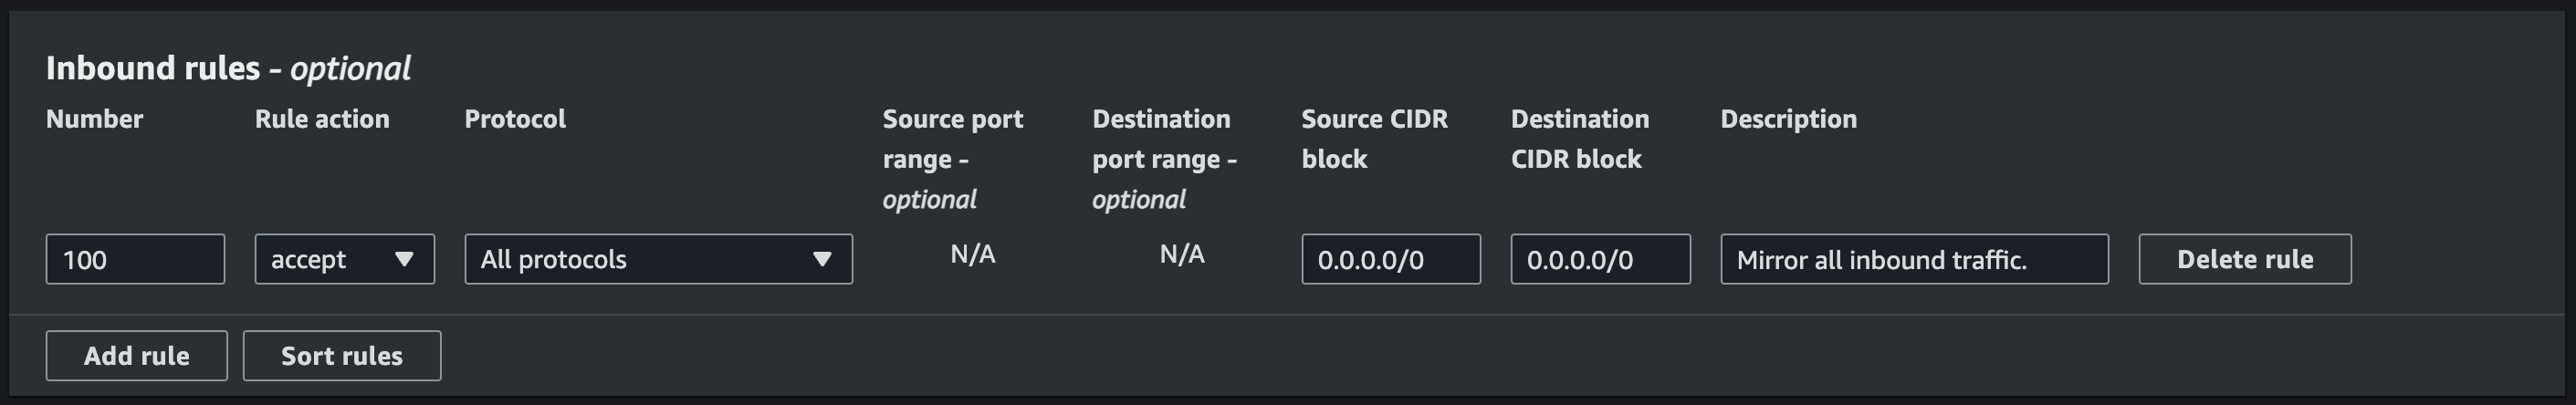 Inbound rules - optional
Number Rule action Protocol Source port range - optional Destination port range - optional Source CIDR block Destination CIDR block Description
100 accept All protocols N/A N/A 0.0.0.0/0 0.0.0.0/0 Mirror all inbound traffic. Delete rule
Add rule Sort rules